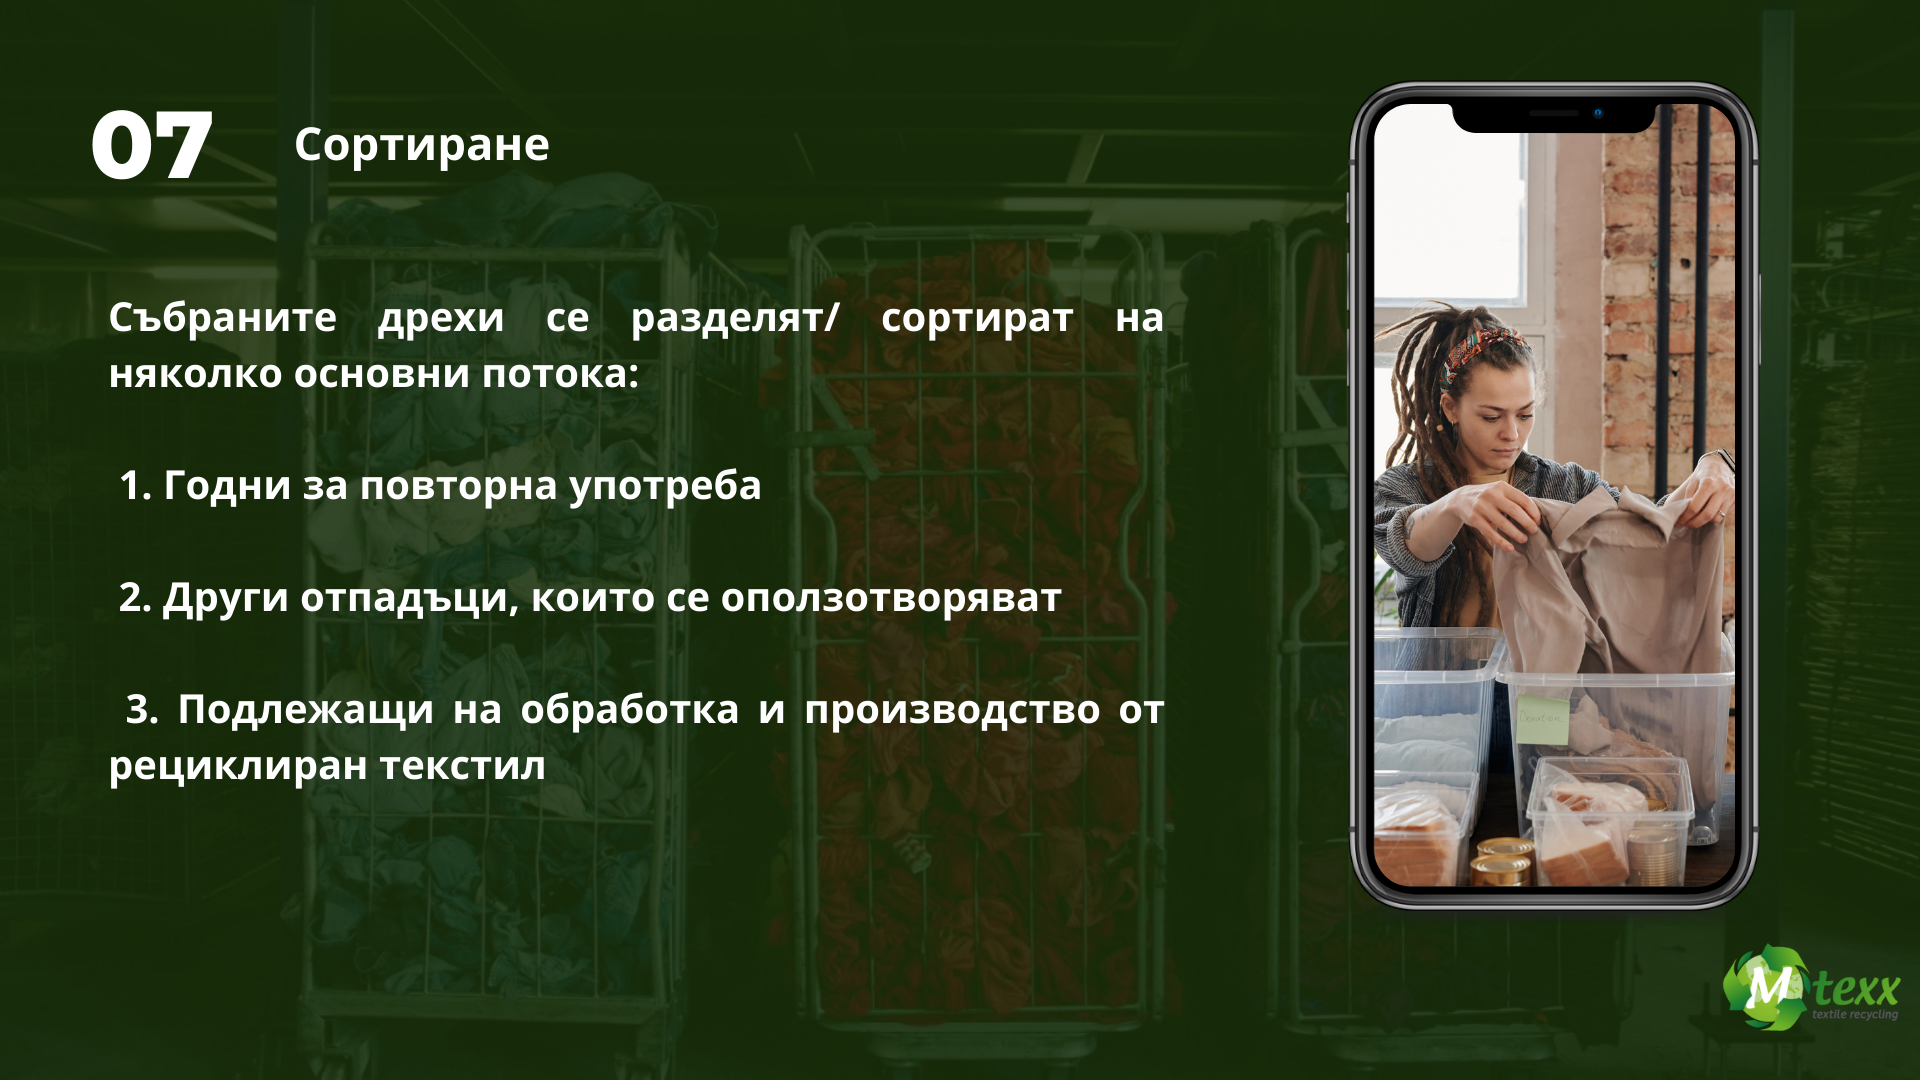 07 Сортиране
Събраните дрехи се разделят/ сортират на
няколко основни потока:
1. Годни за повторна употреба
2. Други отпадъци, които се оползотворяват
3. Подлежащи на обработка и производство от
рециклиран текстил
Donation
M texx
textile recycling